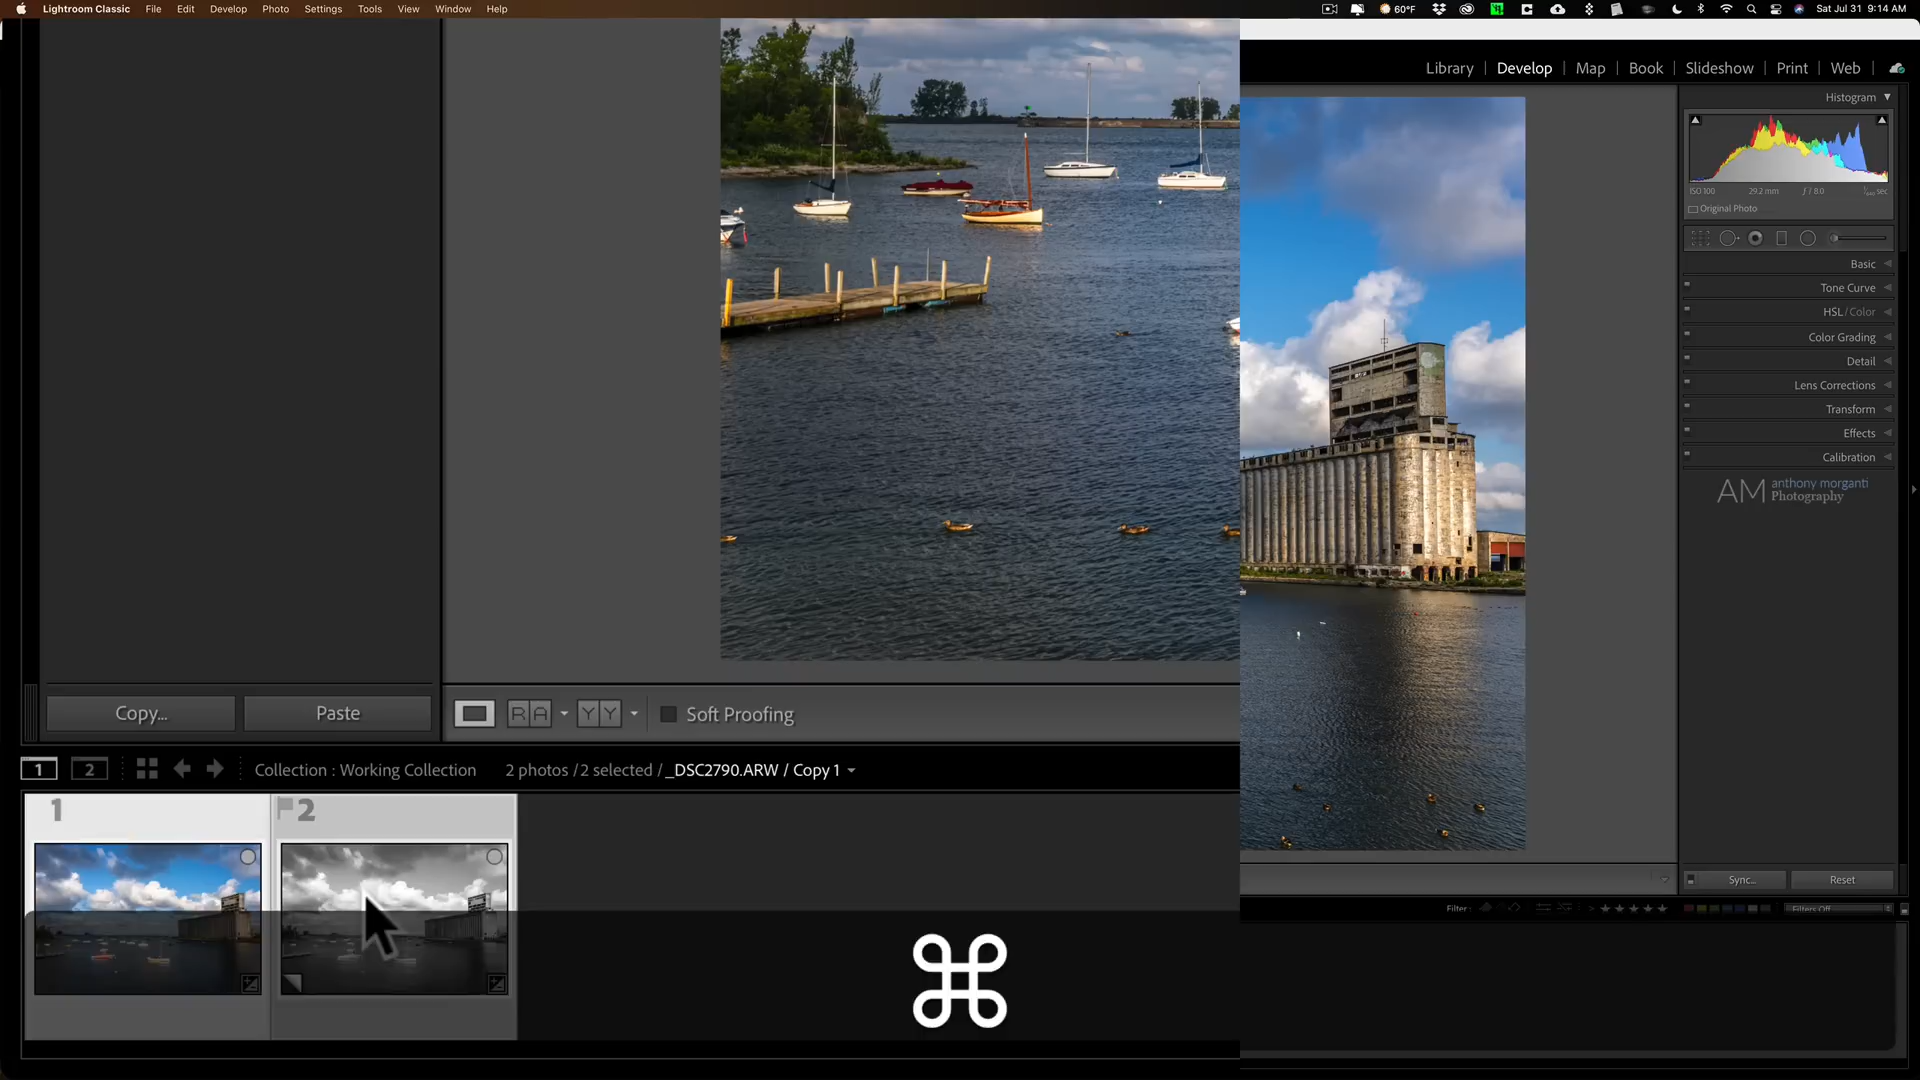 Lightroom Classic File Edit Develop Photo Settings Tools View Window Help
60°F
Sat Jul 31 9:14 AM
Library Develop Map Book Slideshow Print Web
Histogram
ISO 100 29.2 mm ƒ / 8.0 sec
Original Photo
Basic
Tone Curve
HSL / Color
Color Grading
Detail
Lens Corrections
Transform
Effects
Calibration
AM anthony morganti
Photography
Copy... Paste
R A Y Y Soft Proofing
Sync... Reset
1 2 Collection : Working Collection 2 photos / 2 selected / _DSC2790.ARW / Copy 1
Filter : Filters Off
1 2